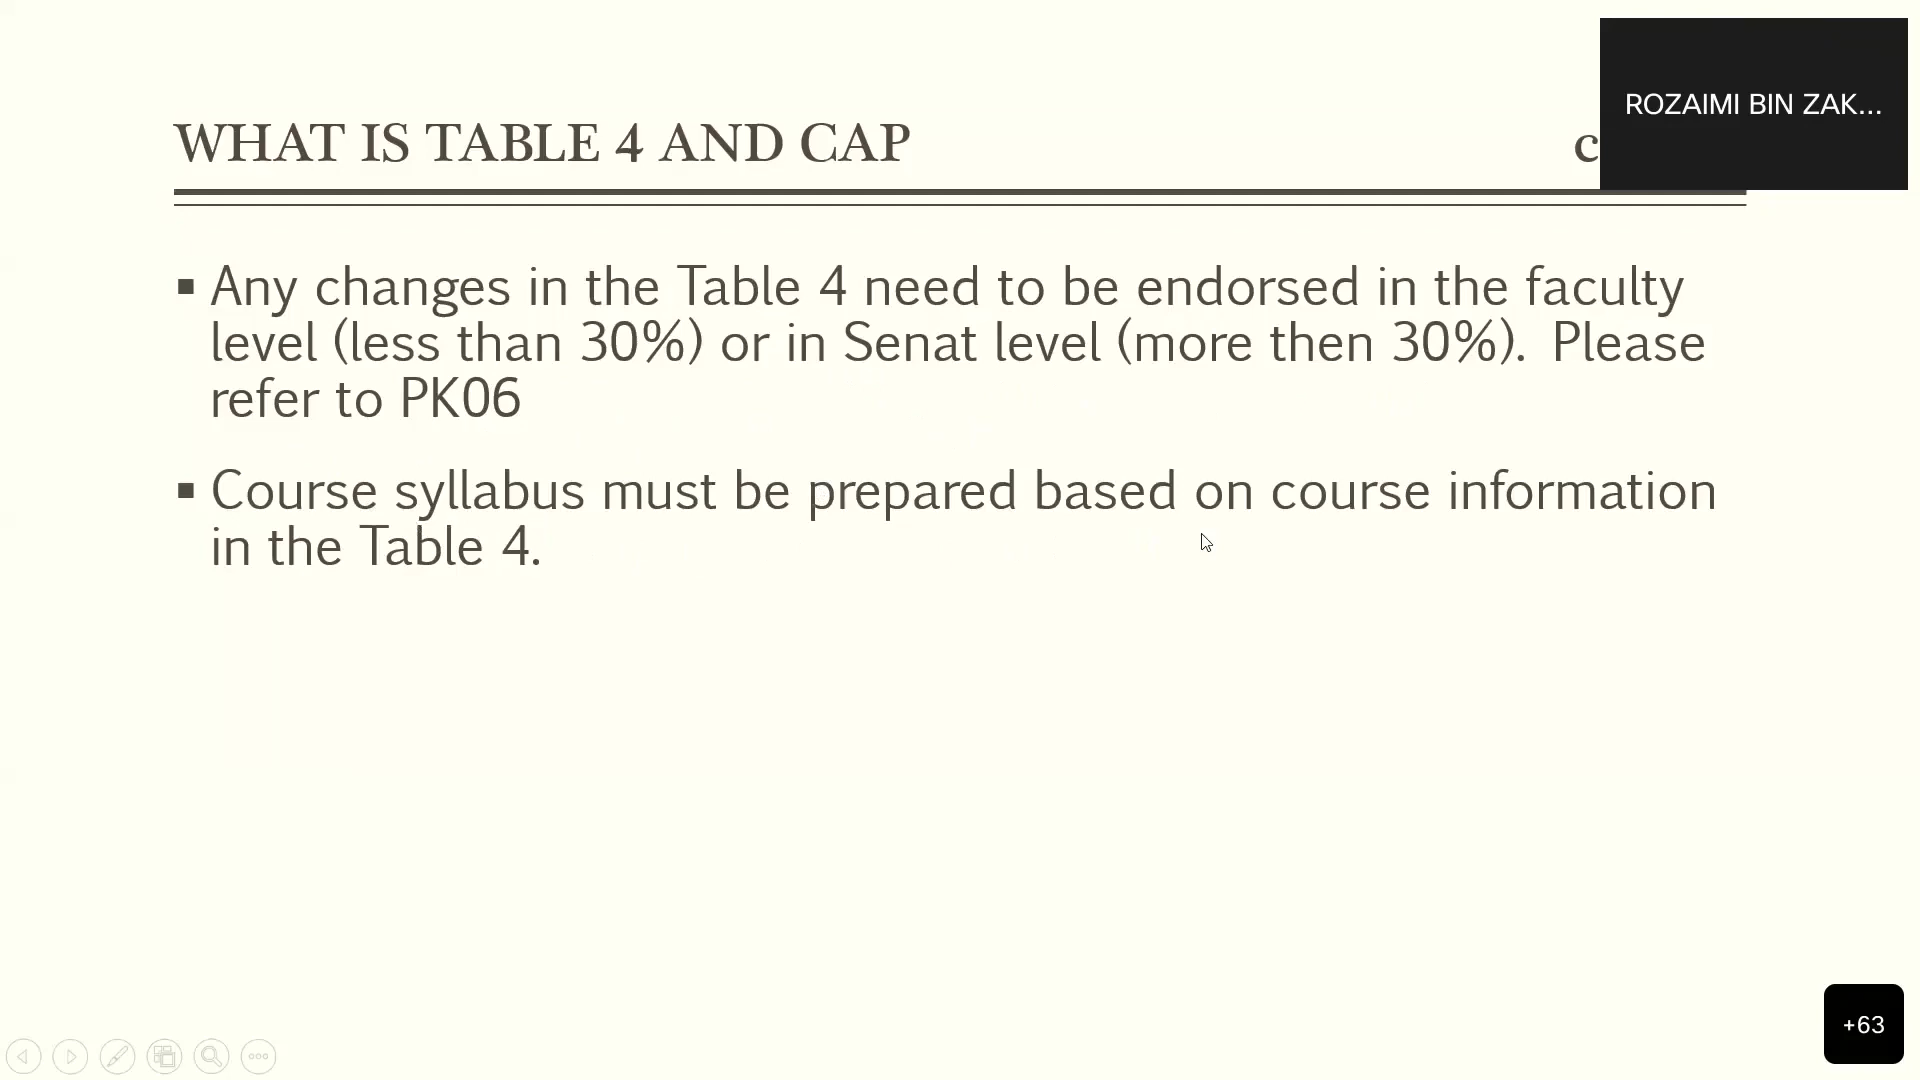 ROZAIMI BIN ZAK...
WHAT IS TABLE 4 AND CAP
▪ Any changes in the Table 4 need to be endorsed in the faculty
level (less than 30%) or in Senat level (more then 30%). Please
refer to PK06
▪ Course syllabus must be prepared based on course information
in the Table 4.
+63